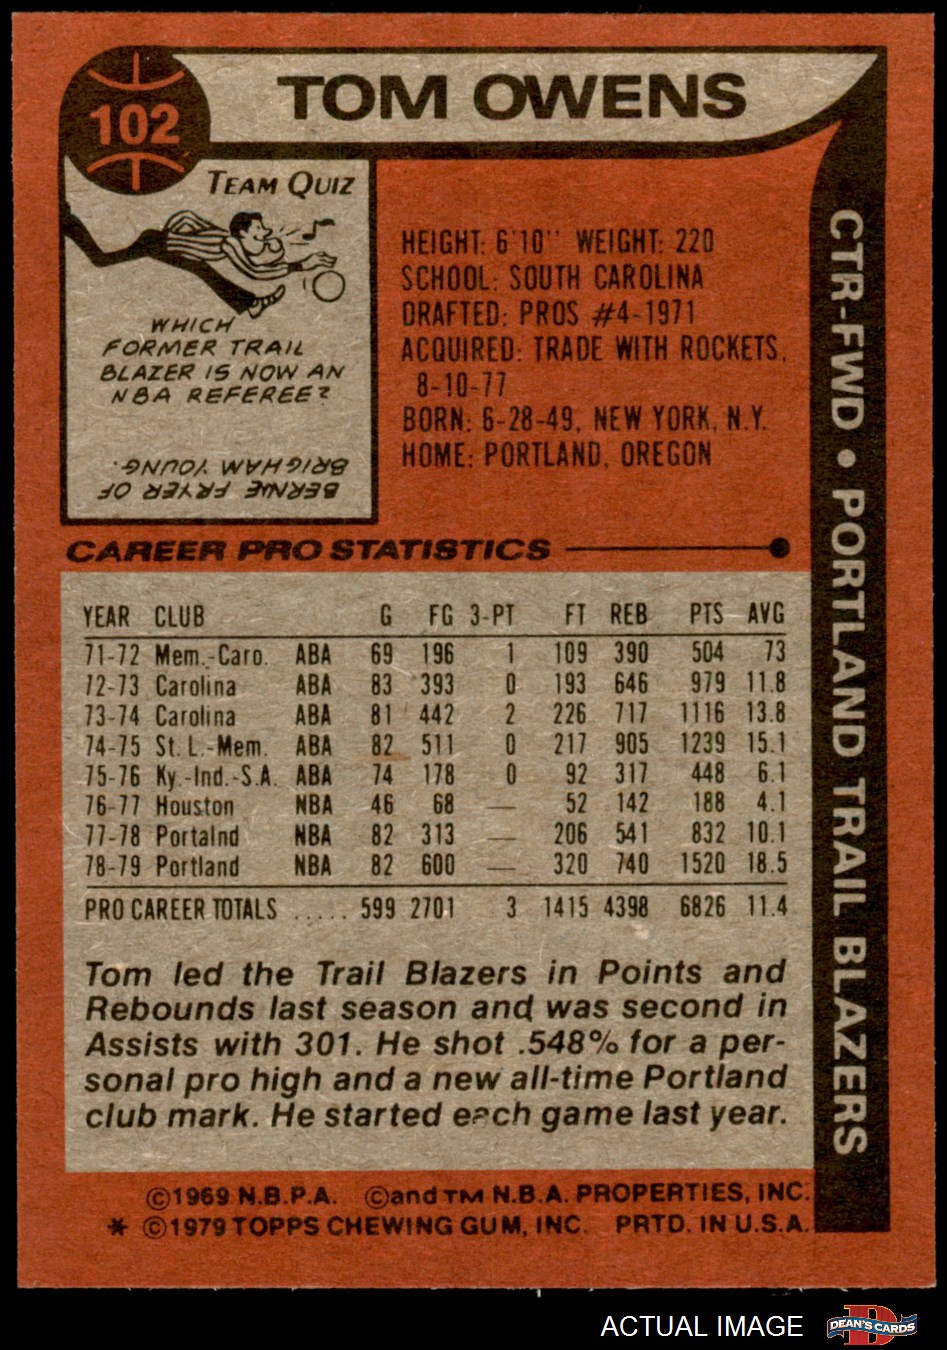 102
TOM OWENS
TEAM QUIZ
WHICH
FORMER TRAIL
BLAZER IS NOW AN
NBA REFEREE?
BERNIE FRYER OF
BRIGHAM YOUNG.
HEIGHT: 6'10" WEIGHT: 220
SCHOOL: SOUTH CAROLINA
DRAFTED: PROS #4-1971
ACQUIRED: TRADE WITH ROCKETS,
8-10-77
BORN: 6-28-49, NEW YORK, N.Y.
HOME: PORTLAND, OREGON
CTR-FWD • PORTLAND TRAIL BLAZERS
CAREER PRO STATISTICS
YEAR CLUB G FG 3-PT FT REB PTS AVG
71-72 Mem.-Caro. ABA 69 196 1 109 390 504 73
72-73 Carolina ABA 83 393 0 193 646 979 11.8
73-74 Carolina ABA 81 442 2 226 717 1116 13.8
74-75 St. L.-Mem. ABA 82 511 0 217 905 1239 15.1
75-76 Ky.-Ind.-S.A. ABA 74 178 0 92 317 448 6.1
76-77 Houston NBA 46 68 — 52 142 188 4.1
77-78 Portalnd NBA 82 313 — 206 541 832 10.1
78-79 Portland NBA 82 600 — 320 740 1520 18.5
PRO CAREER TOTALS ..... 599 2701 3 1415 4398 6826 11.4
Tom led the Trail Blazers in Points and
Rebounds last season and was second in
Assists with 301. He shot .548% for a per-
sonal pro high and a new all-time Portland
club mark. He started each game last year.
©1969 N.B.P.A. ©and TM N.B.A. PROPERTIES, INC.
* ©1979 TOPPS CHEWING GUM, INC. PRTD. IN U.S.A.
ACTUAL IMAGE
D
DEAN'S CARDS